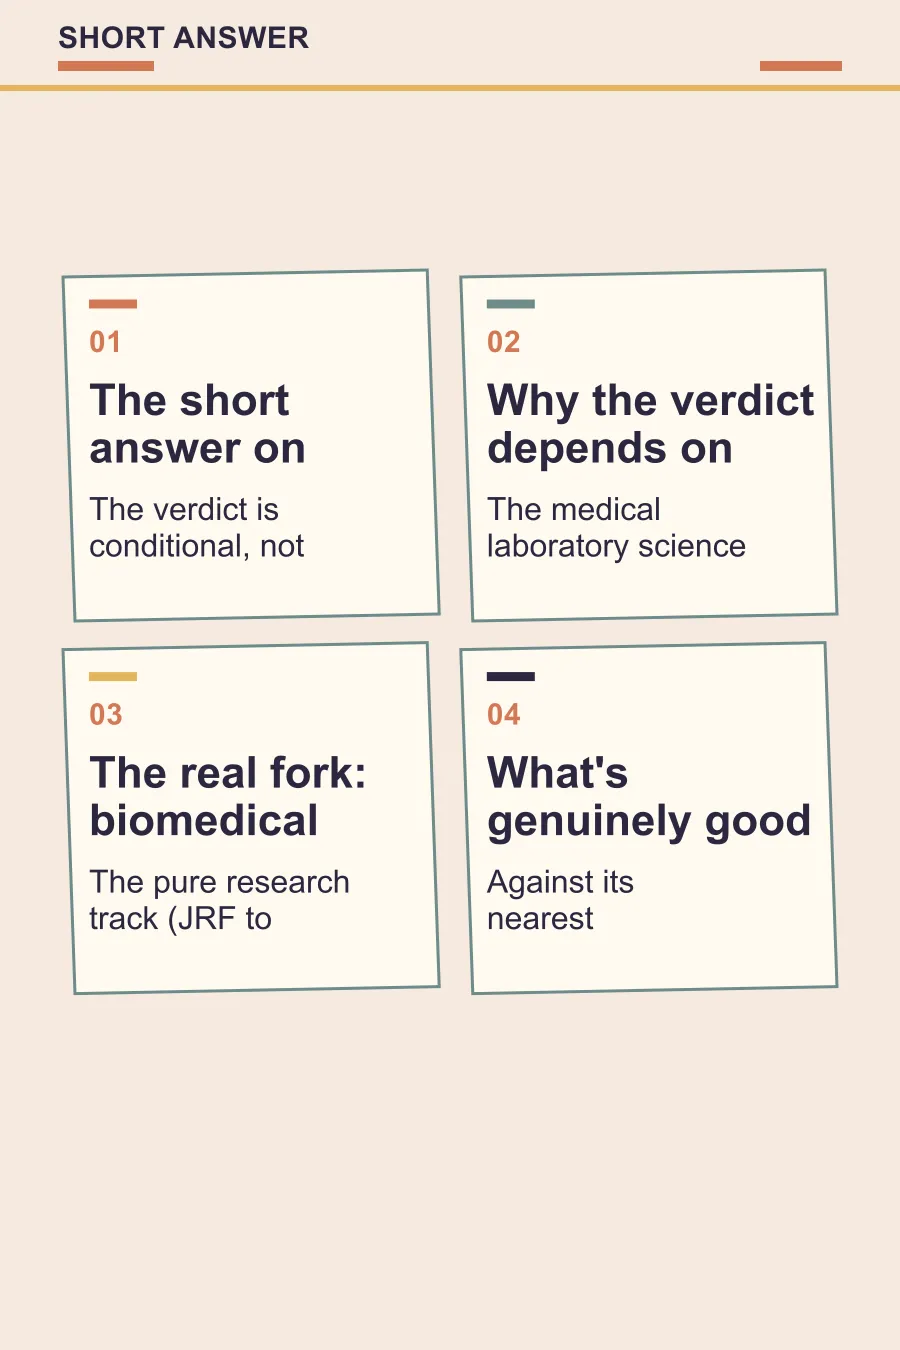 SHORT ANSWER
01
The short
answer on
The verdict is
conditional, not
02
Why the verdict
depends on
The medical
laboratory science
03
The real fork:
biomedical
The pure research
track (JRF to
04
What's
genuinely good
Against its
nearest